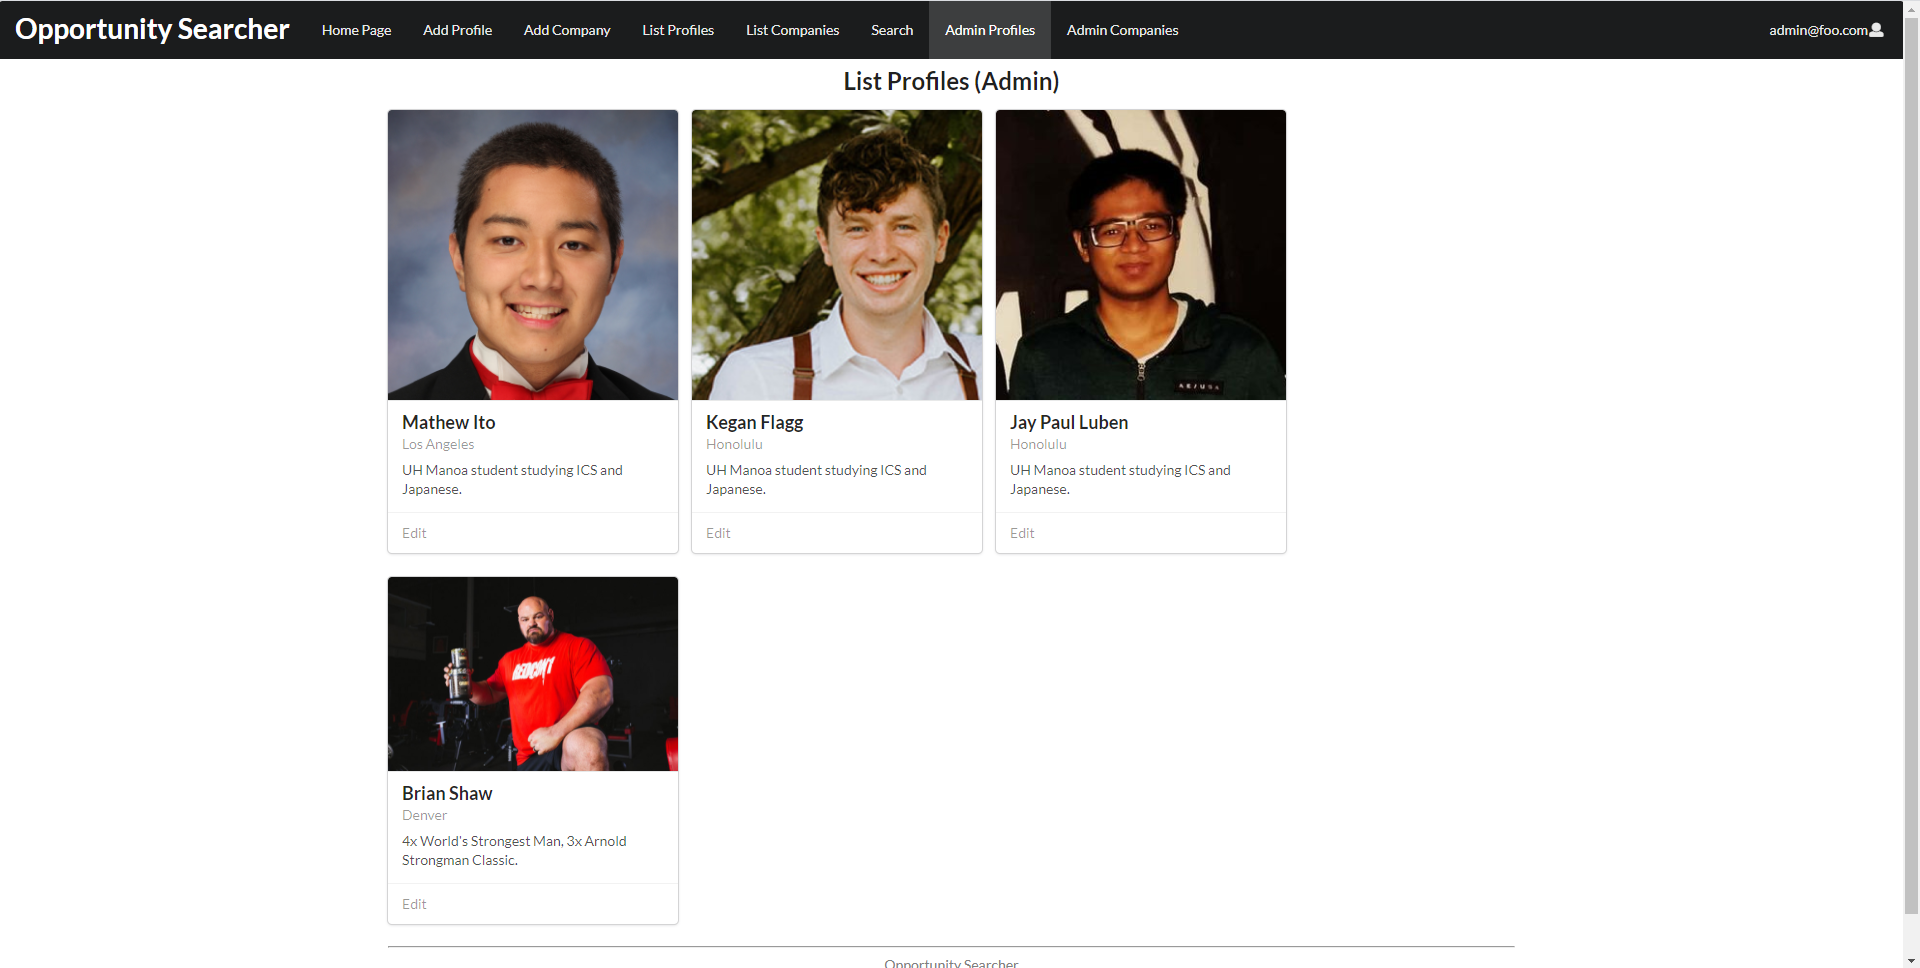 Opportunity Searcher Home Page Add Profile Add Company List Profiles List Companies Search Admin Profiles Admin Companies admin@foo.com
List Profiles (Admin)
AE/USA
Mathew Ito
Los Angeles
UH Manoa student studying ICS and
Japanese.
Edit
Kegan Flagg
Honolulu
UH Manoa student studying ICS and
Japanese.
Edit
Jay Paul Luben
Honolulu
UH Manoa student studying ICS and
Japanese.
Edit
REDCON1
Brian Shaw
Denver
4x World's Strongest Man, 3x Arnold
Strongman Classic.
Edit
Opportunity Searcher